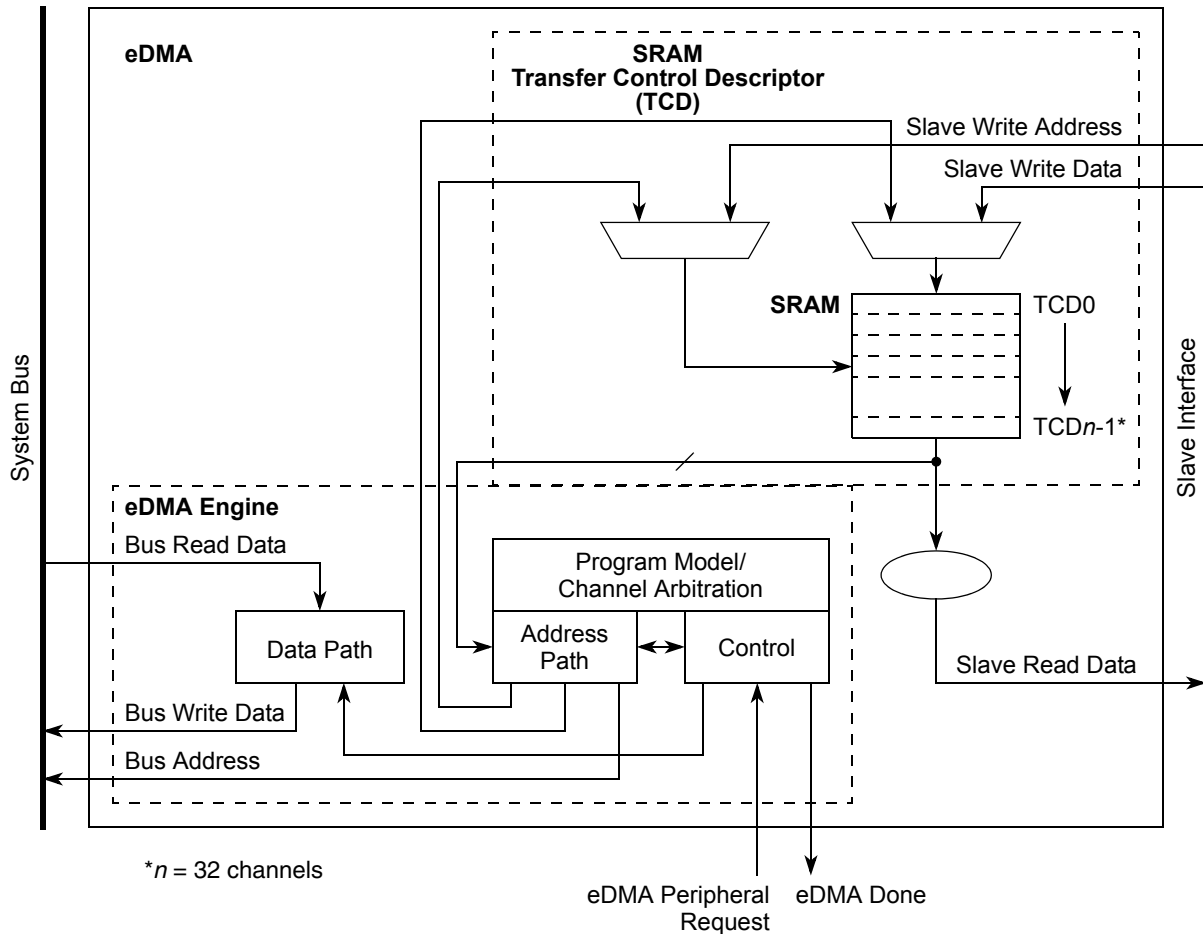 eDMA
SRAM
Transfer Control Descriptor
(TCD)
Slave Write Address
Slave Write Data
SRAM
TCD0
TCDn-1*
System Bus
Slave Interface
eDMA Engine
Bus Read Data
Program Model/
Channel Arbitration
Data Path
Address
Path
Control
Slave Read Data
Bus Write Data
Bus Address
*n = 32 channels
eDMA Peripheral
Request
eDMA Done